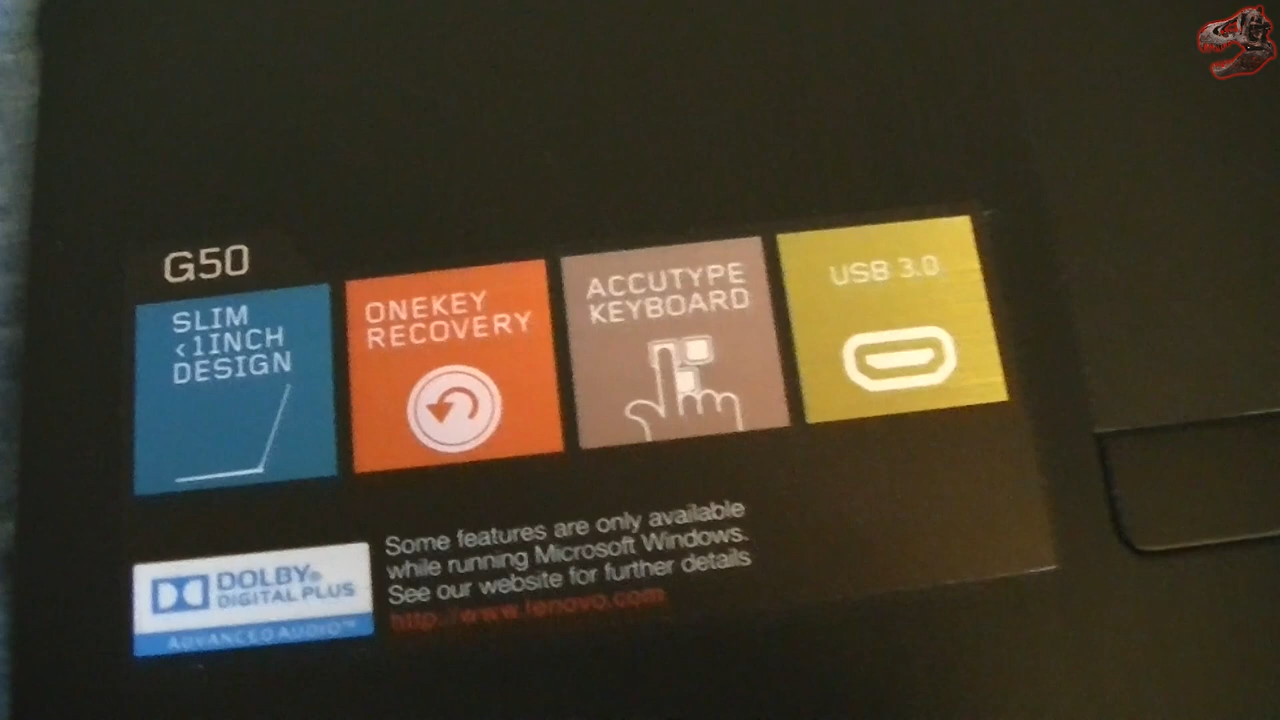 G50
SLIM
<1INCH
DESIGN
ONEKEY
RECOVERY
ACCUTYPE
KEYBOARD
USB 3.0
DOLBY®
DIGITAL PLUS
ADVANCED AUDIO™
Some features are only available
while running Microsoft Windows.
See our website for further details
http://www.lenovo.com